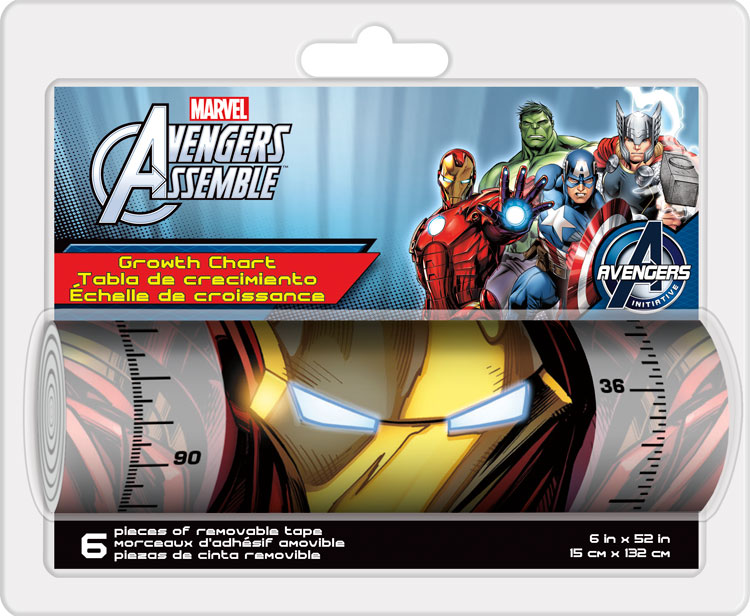 MARVEL
AVENGERS
ASSEMBLE™
Growth Chart
Tabla de crecimiento
Échelle de croissance
AVENGERS
INITIATIVE
36
90
6 pieces of removable tape
morceaux d'adhésif amovible
piezas de cinta removible
6 in x 52 in
15 cm x 132 cm